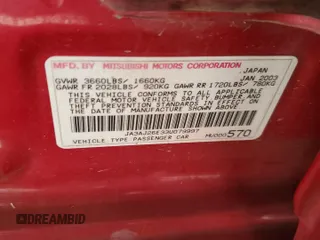 MFD. BY MITSUBISHI MOTORS CORPORATION
JAPAN
GVWR 3660LBS/ 1660KG JAN 2003
GAWR FR 2028LBS/ 920KG GAWR RR 1720LBS/ 780KG
THIS VEHICLE CONFORMS TO ALL APPLICABLE
FEDERAL MOTOR VEHICLE SAFETY, BUMPER, AND
THEFT PREVENTION STANDARDS IN EFFECT ON THE
DATE OF MANUFACTURE SHOWN ABOVE.
JA3AJ26E33U079997
VEHICLE TYPE: PASSENGER CAR MU000570
DREAMBID